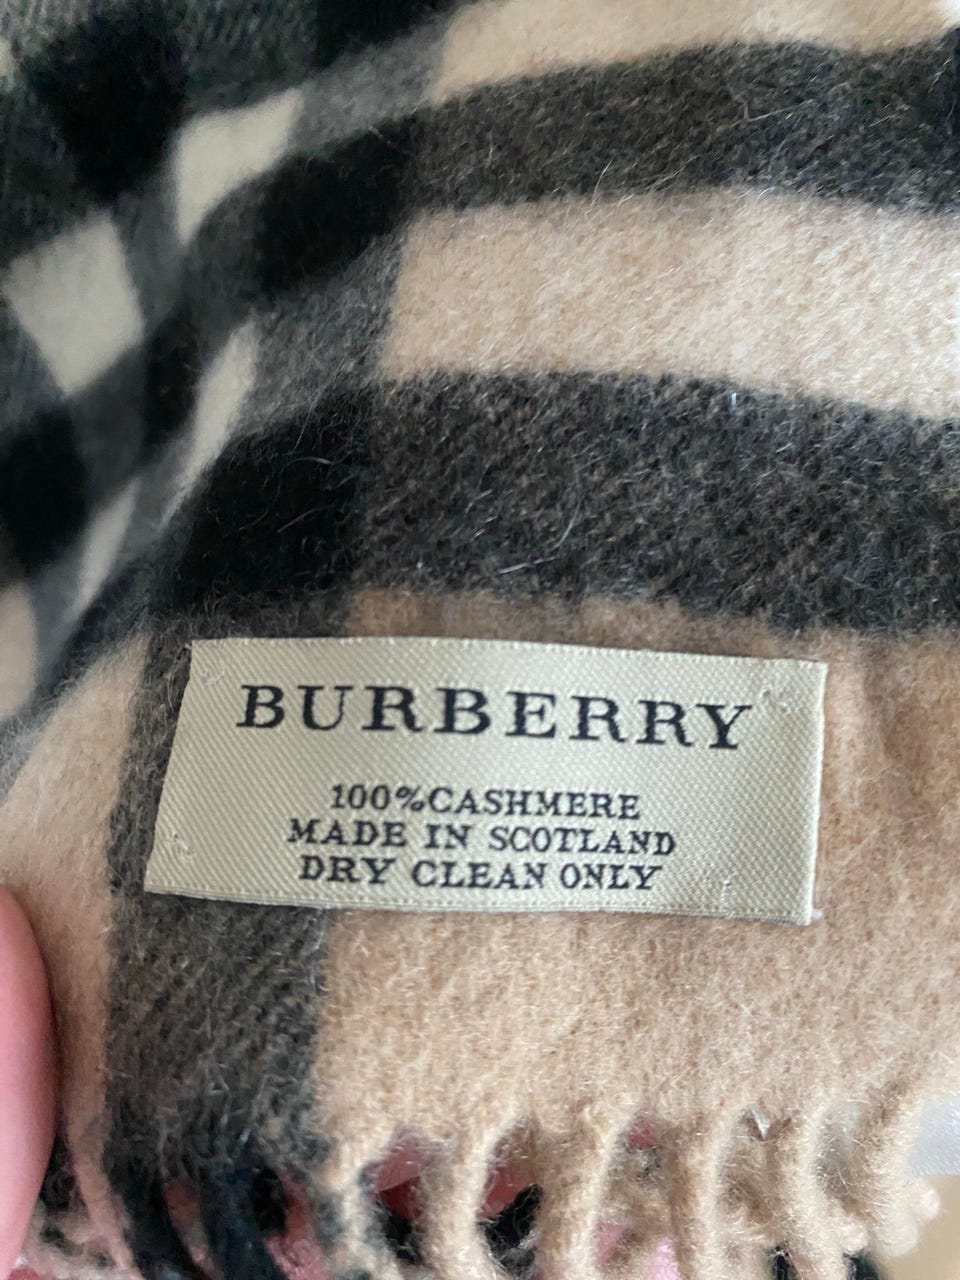 BURBERRY
100%CASHMERE
MADE IN SCOTLAND
DRY CLEAN ONLY